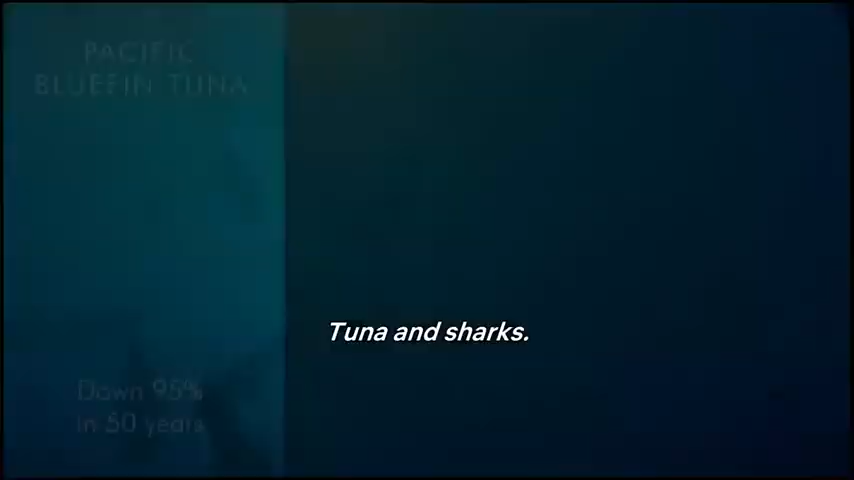 PACIFIC
BLUEFIN TUNA
Tuna and sharks.
Down 95%
in 50 years